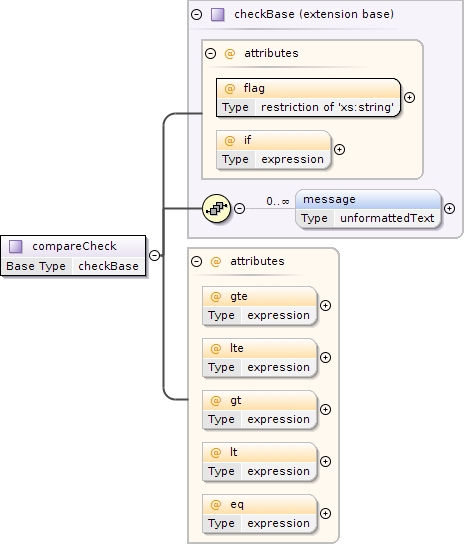 checkBase (extension base)
@ attributes
@ flag
Type restriction of 'xs:string'
@ if
Type expression
0..∞
message
Type unformattedText
compareCheck
Base Type checkBase
@ attributes
@ gte
Type expression
@ lte
Type expression
@ gt
Type expression
@ lt
Type expression
@ eq
Type expression